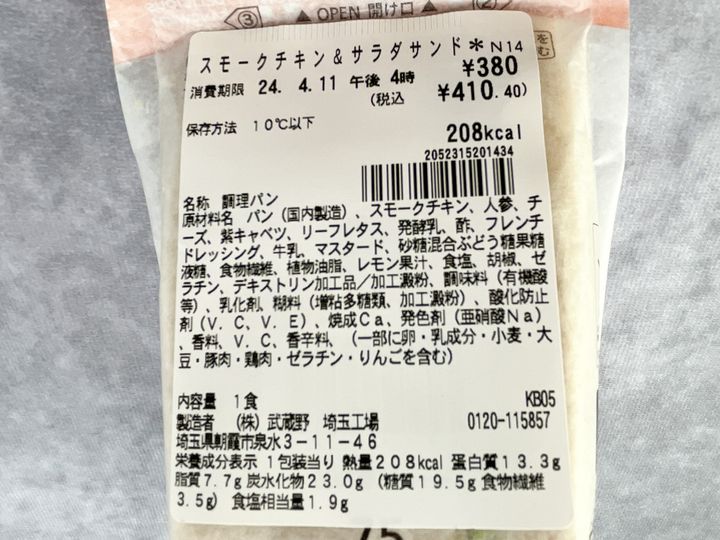 ③ ▲ OPEN 開け口 ▲ ②
スモークチキン＆サラダサンド＊ N14
¥380
消費期限 24. 4.11 午後 4時
(税込 ¥410.40)
保存方法 10℃以下
208kcal
2052315201434
名称 調理パン
原材料名 パン（国内製造）、スモークチキン、人参、チ
ーズ、紫キャベツ、リーフレタス、発酵乳、酢、フレンチ
ドレッシング、牛乳、マスタード、砂糖混合ぶどう糖果糖
液糖、食物繊維、植物油脂、レモン果汁、食塩、胡椒、ゼ
ラチン、デキストリン加工品／加工澱粉、調味料（有機酸
等）、乳化剤、糊料（増粘多糖類、加工澱粉）、酸化防止
剤（V．C、V．E）、焼成Ca、発色剤（亜硝酸Na）
、香料、V．C、香辛料、（一部に卵・乳成分・小麦・大
豆・豚肉・鶏肉・ゼラチン・りんごを含む）
内容量 1食
KB05
製造者 （株）武蔵野 埼玉工場 0120-115857
埼玉県朝霞市泉水3－11－46
栄養成分表示 1包装当り 熱量208kcal 蛋白質13.3g
脂質7.7g 炭水化物23.0g （糖質19.5g 食物繊維
3.5g） 食塩相当量1.9g